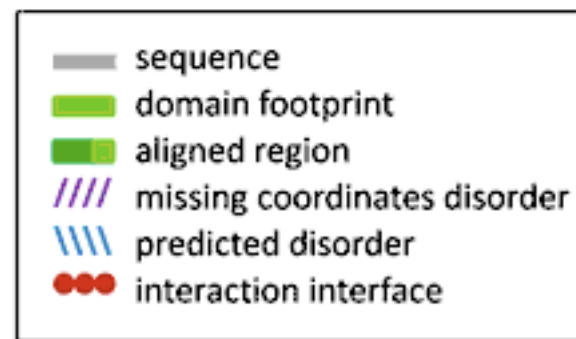 sequence
domain footprint
aligned region
missing coordinates disorder
predicted disorder
interaction interface